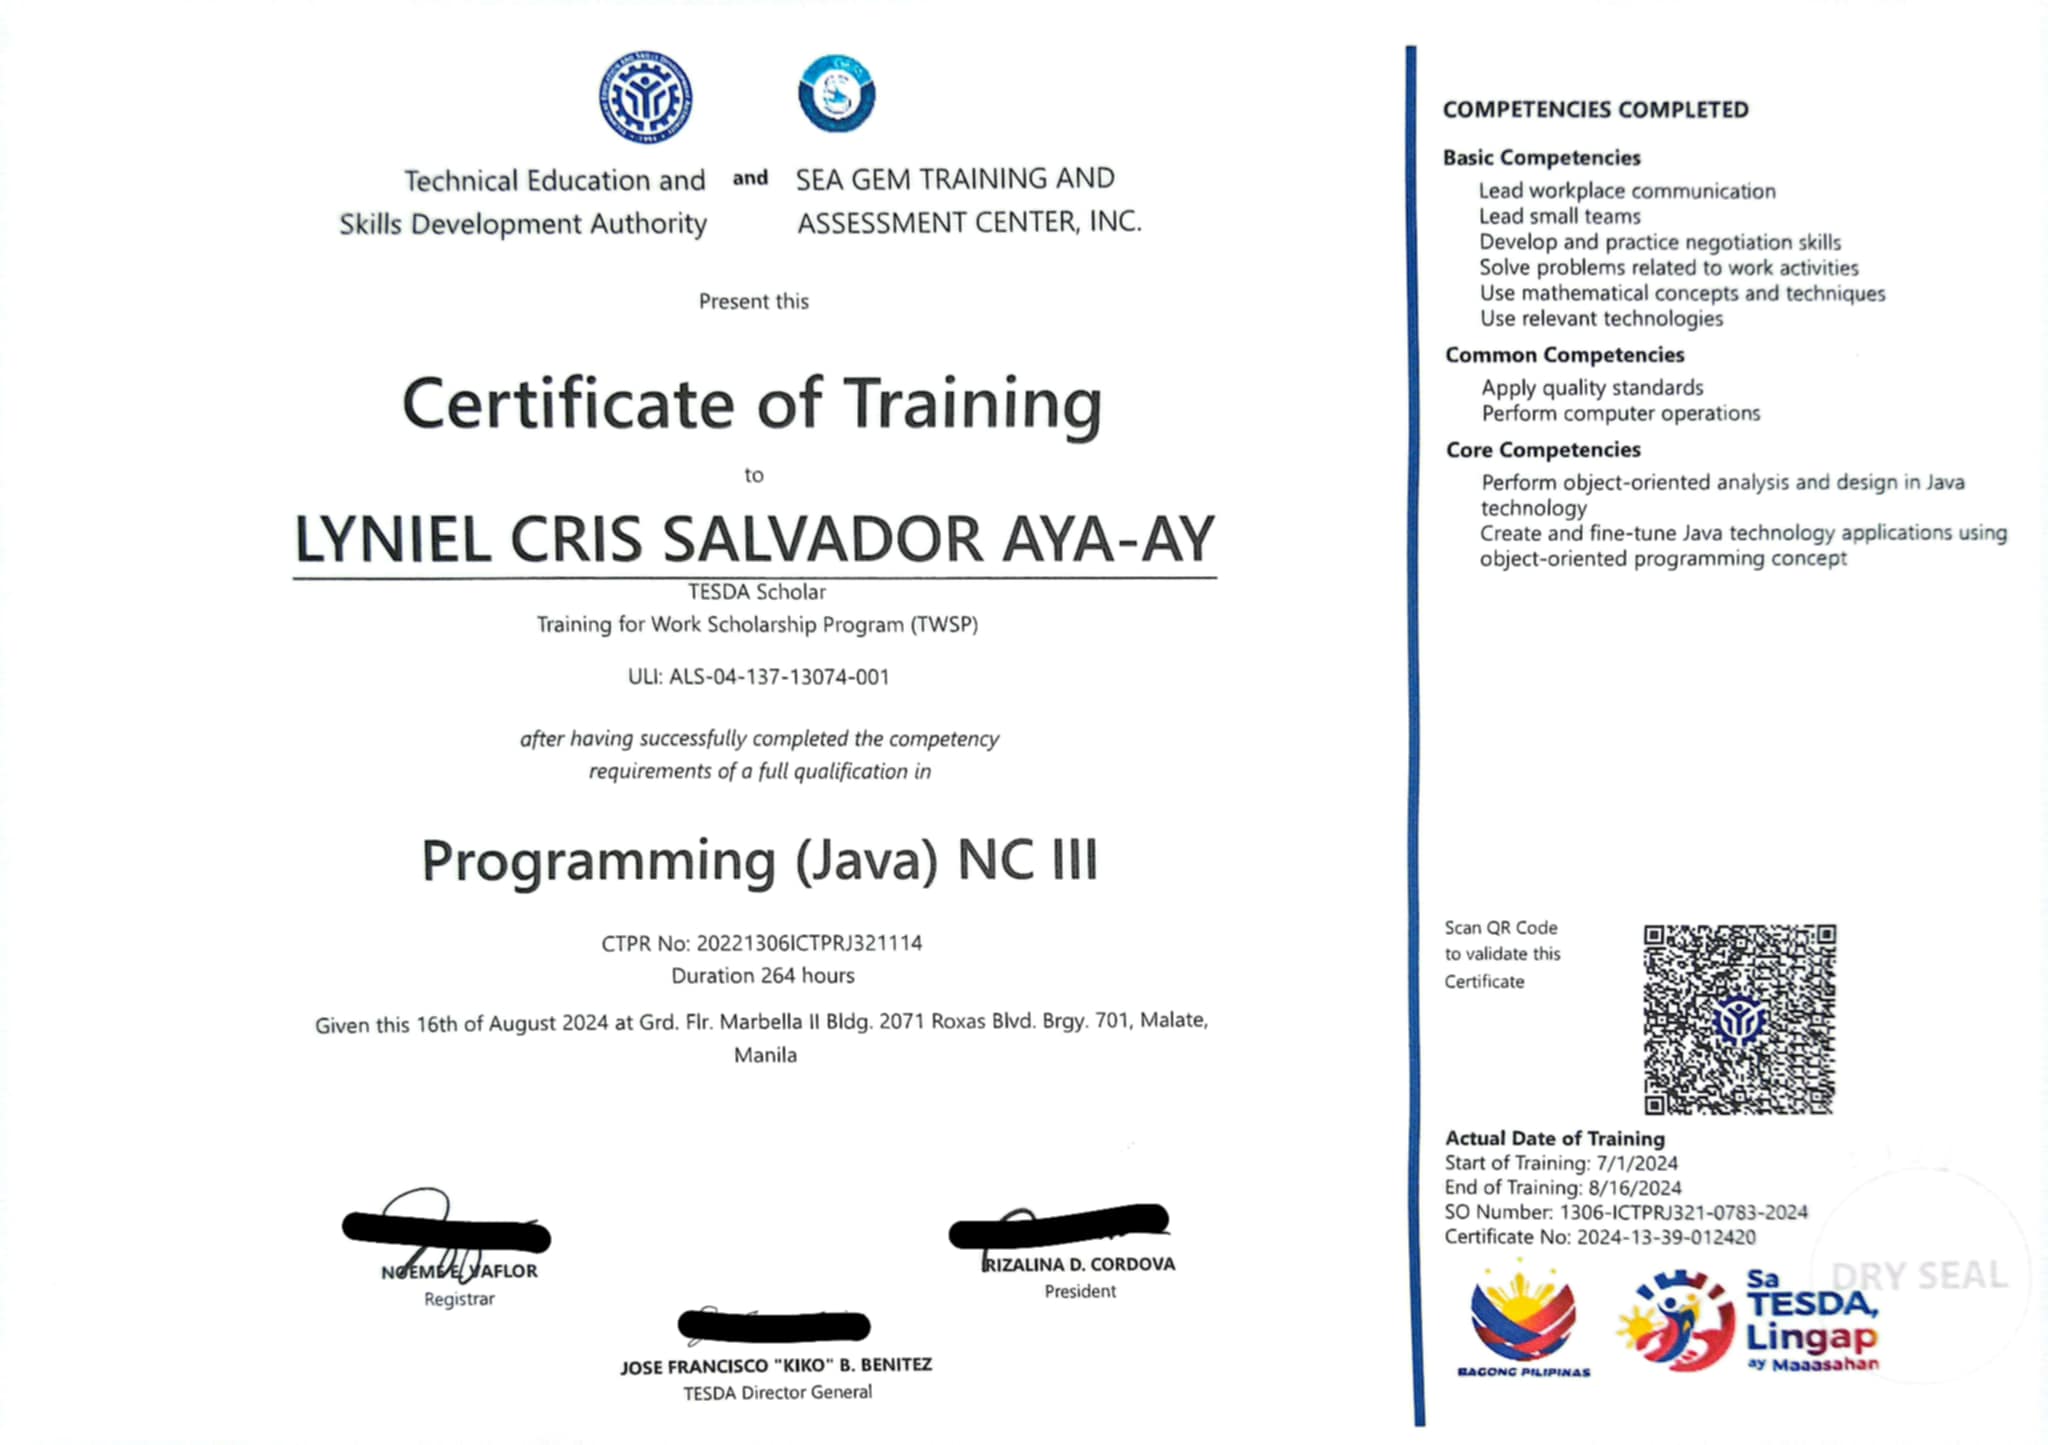 Technical Education and
Skills Development Authority
and
SEA GEM TRAINING AND
ASSESSMENT CENTER, INC.
Present this
Certificate of Training
to
LYNIEL CRIS SALVADOR AYA-AY
TESDA Scholar
Training for Work Scholarship Program (TWSP)
ULI: ALS-04-137-13074-001
after having successfully completed the competency
requirements of a full qualification in
Programming (Java) NC III
CTPR No: 20221306ICTPRJ321114
Duration 264 hours
Given this 16th of August 2024 at Grd. Flr. Marbella II Bldg. 2071 Roxas Blvd. Brgy. 701, Malate,
Manila
VAFLOR
Registrar
RIZALINA D. CORDOVA
President
JOSE FRANCISCO "KIKO" B. BENITEZ
TESDA Director General
COMPETENCIES COMPLETED
Basic Competencies
Lead workplace communication
Lead small teams
Develop and practice negotiation skills
Solve problems related to work activities
Use mathematical concepts and techniques
Use relevant technologies
Common Competencies
Apply quality standards
Perform computer operations
Core Competencies
Perform object-oriented analysis and design in Java
technology
Create and fine-tune Java technology applications using
object-oriented programming concept
Scan QR Code
to validate this
Certificate
Actual Date of Training
Start of Training: 7/1/2024
End of Training: 8/16/2024
SO Number: 1306-ICTPRJ321-0783-2024
Certificate No: 2024-13-39-012420
DRY SEAL
BAGONG PILIPINAS
Sa
TESDA,
Lingap
ay Maaasahan